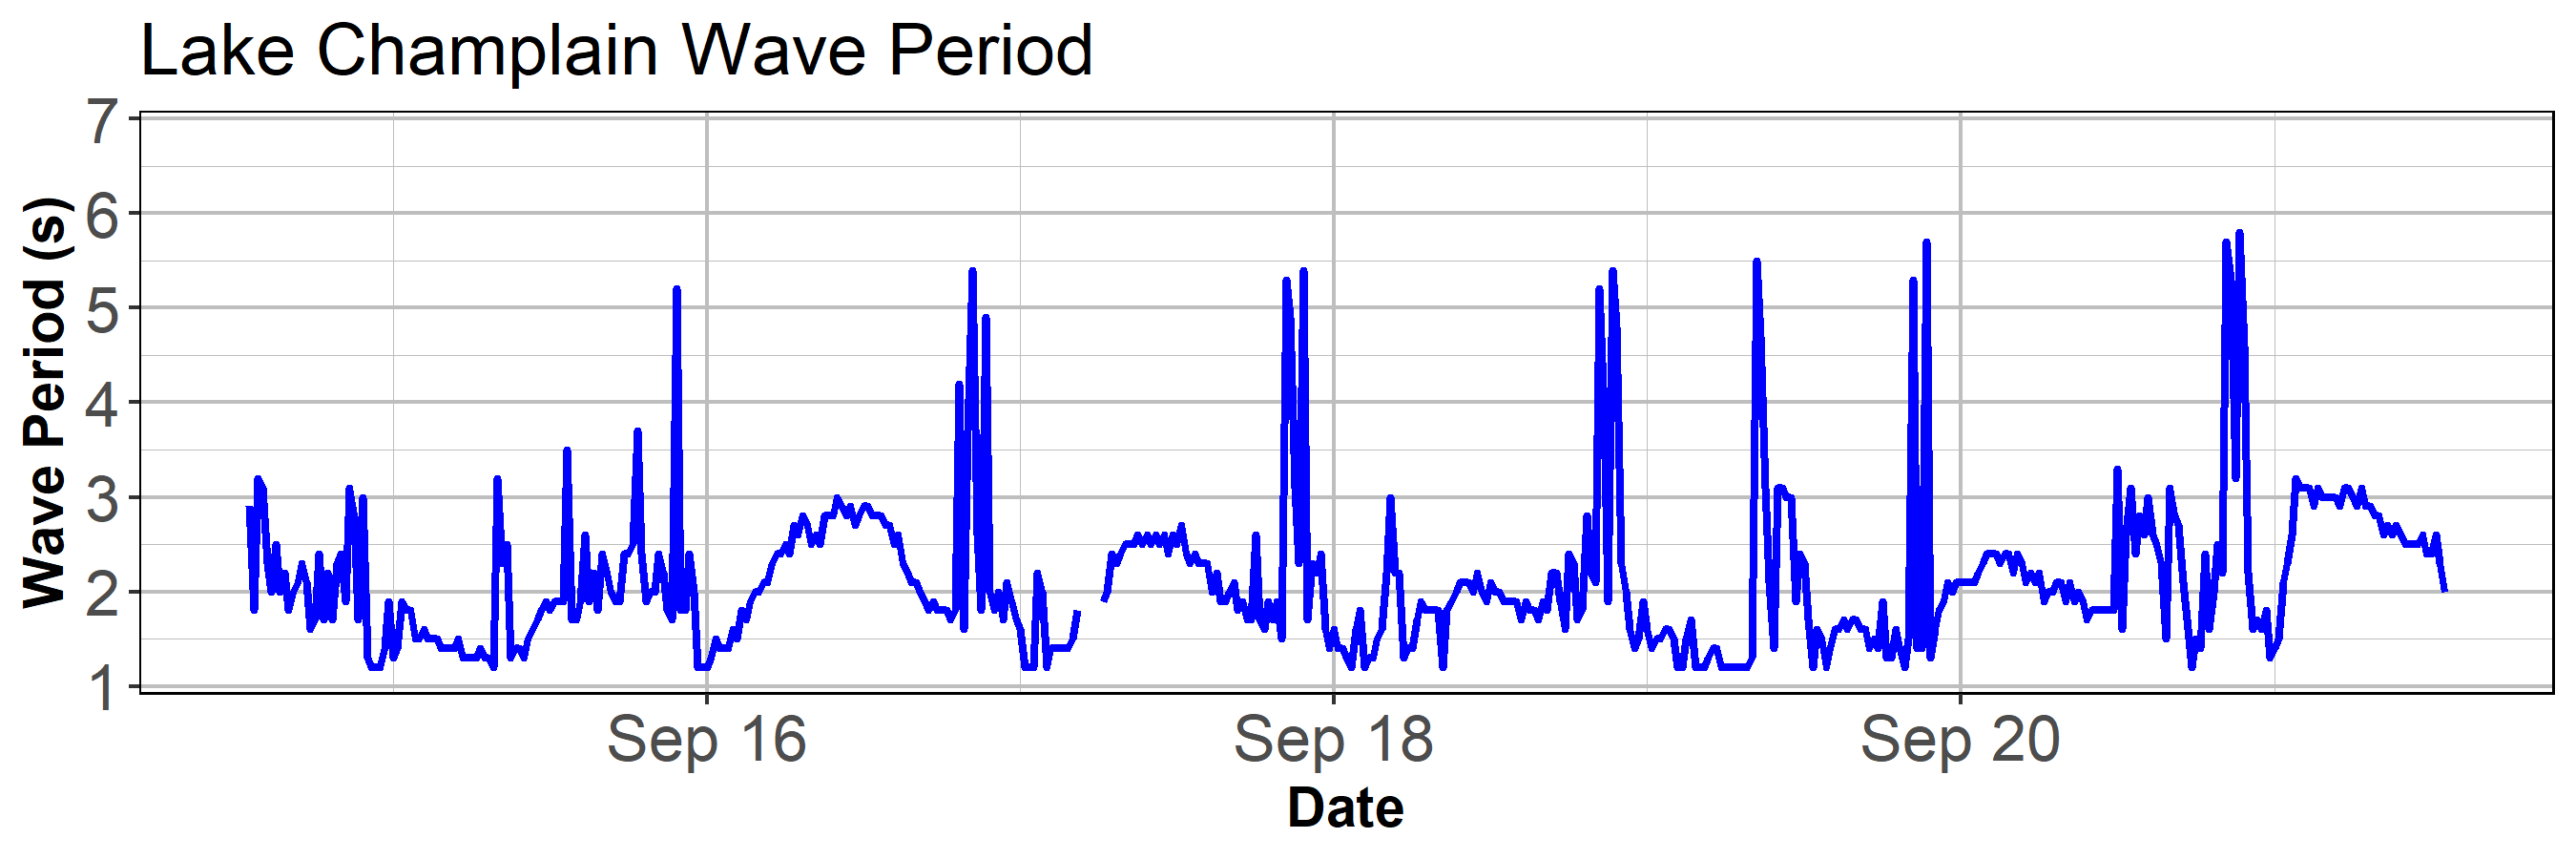 Lake Champlain Wave Period
Wave Period (s)
7
6
5
4
3
2
1
Sep 16
Sep 18
Sep 20
Date